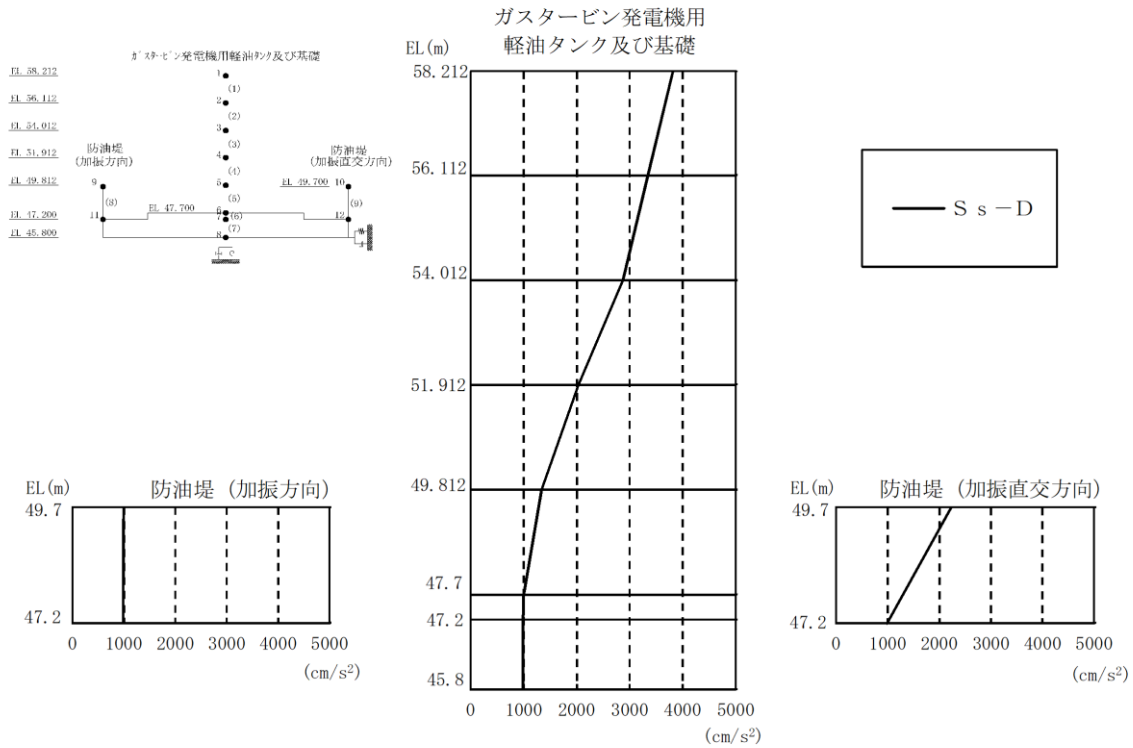 ガスタービン発電機用軽油タンク及び基礎
EL 58.212
1
(1)
EL 56.112
2
(2)
EL 54.012
3
(3)
EL 51.912
4
(4)
防油堤
(加振方向)
防油堤
(加振直交方向)
EL 49.812
9
5
EL 49.700
10
(8)
(5)
(9)
EL 47.700
6
EL 47.200
11
7
(6)
12
(7)
EL 45.800
8
ガスタービン発電機用
軽油タンク及び基礎
EL(m)
58.212
56.112
54.012
51.912
49.812
47.7
47.2
45.8
0 1000 2000 3000 4000 5000
(cm/s²)
Ss-D
防油堤 (加振方向)
EL(m)
49.7
47.2
0 1000 2000 3000 4000 5000
(cm/s²)
防油堤 (加振直交方向)
EL(m)
49.7
47.2
0 1000 2000 3000 4000 5000
(cm/s²)